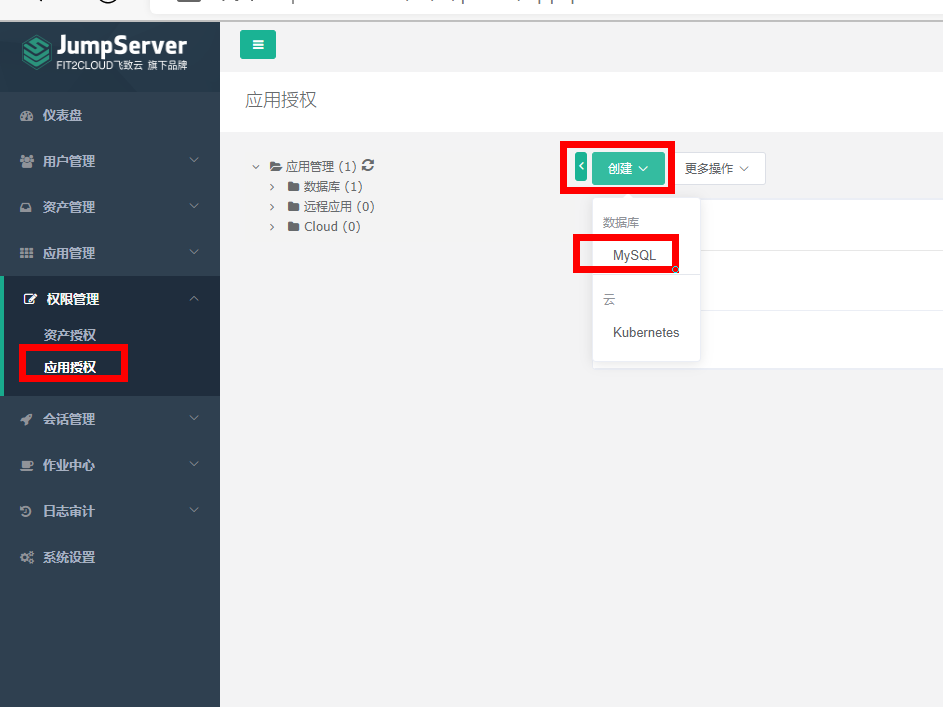 JumpServer
FIT2CLOUD飞致云 旗下品牌
仪表盘
用户管理
资产管理
应用管理
权限管理
资产授权
应用授权
会话管理
作业中心
日志审计
系统设置
应用授权
应用管理 (1)
数据库 (1)
远程应用 (0)
Cloud (0)
创建
更多操作
数据库
MySQL
云
Kubernetes